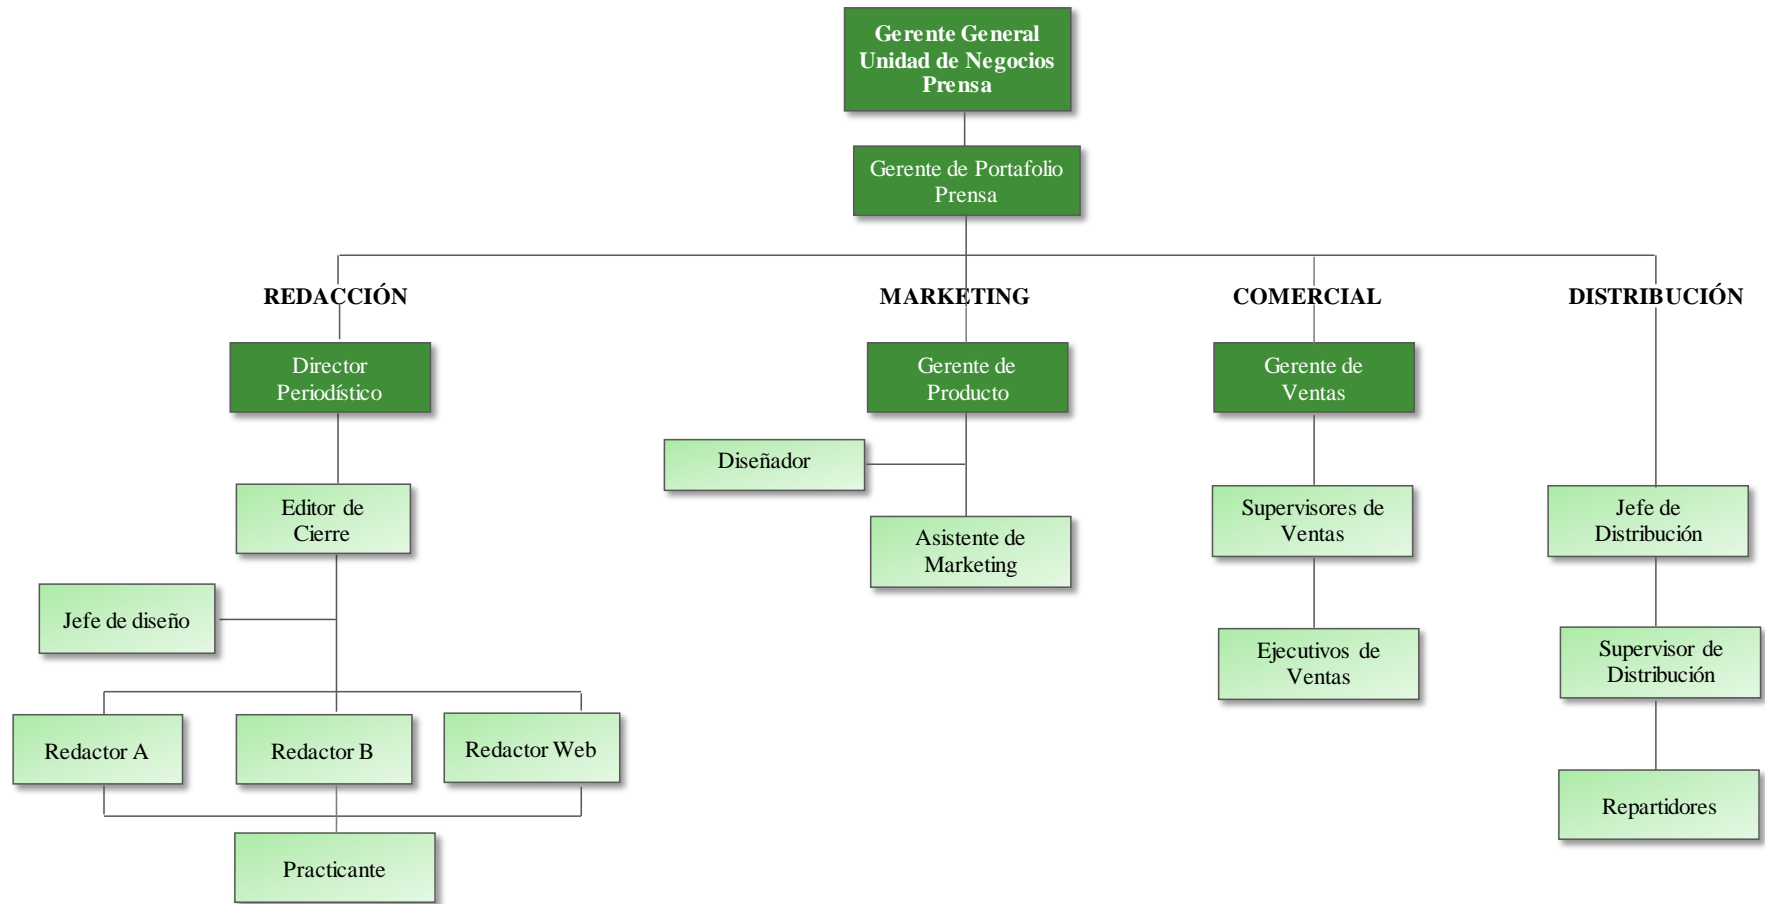 Gerente General
Unidad de Negocios
Prensa
Gerente de Portafolio
Prensa
REDACCIÓN
MARKETING
COMERCIAL
DISTRIBUCIÓN
Director
Periodístico
Gerente de
Producto
Gerente de
Ventas
Diseñador
Editor de
Cierre
Supervisores de
Ventas
Jefe de
Distribución
Asistente de
Marketing
Jefe de diseño
Ejecutivos de
Ventas
Supervisor de
Distribución
Redactor A
Redactor B
Redactor Web
Repartidores
Practicante